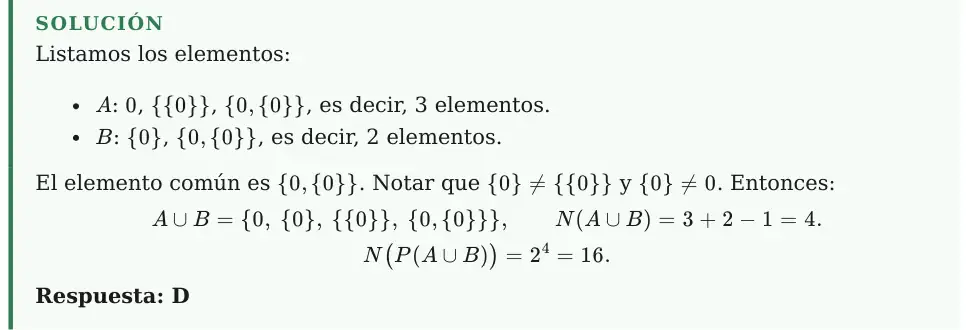 SOLUCIÓN
Listamos los elementos:
• A: 0, {{0}}, {0, {0}}, es decir, 3 elementos.
• B: {0}, {0, {0}}, es decir, 2 elementos.
El elemento común es {0, {0}}. Notar que {0} ≠ {{0}} y {0} ≠ 0. Entonces:
A ∪ B = {0, {0}, {{0}}, {0, {0}}}, N(A ∪ B) = 3 + 2 − 1 = 4.
N(P(A ∪ B)) = 2⁴ = 16.
Respuesta: D